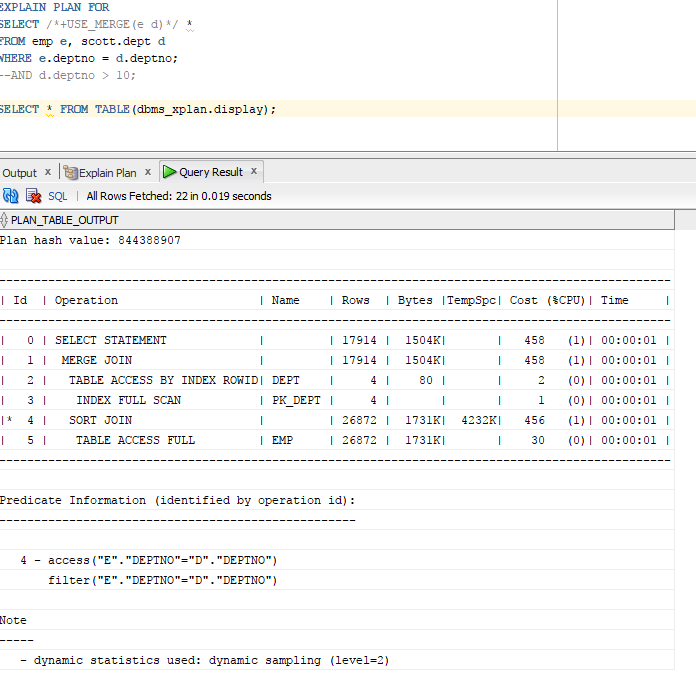 EXPLAIN PLAN FOR
SELECT /*+USE_MERGE(e d)*/ *
FROM emp e, scott.dept d
WHERE e.deptno = d.deptno;
--AND d.deptno > 10;
SELECT * FROM TABLE(dbms_xplan.display);
Output x Explain Plan x Query Result x
SQL | All Rows Fetched: 22 in 0.019 seconds
PLAN_TABLE_OUTPUT
Plan hash value: 844388907
--------------------------------------------------------------------------------------------
| Id  | Operation                    | Name    | Rows  | Bytes |TempSpc| Cost (%CPU)| Time     |
--------------------------------------------------------------------------------------------
|   0 | SELECT STATEMENT             |         | 17914 |  1504K|       |   458   (1)| 00:00:01 |
|   1 |  MERGE JOIN                  |         | 17914 |  1504K|       |   458   (1)| 00:00:01 |
|   2 |   TABLE ACCESS BY INDEX ROWID| DEPT    |     4 |    80 |       |     2   (0)| 00:00:01 |
|   3 |    INDEX FULL SCAN           | PK_DEPT |     4 |       |       |     1   (0)| 00:00:01 |
|*  4 |   SORT JOIN                  |         | 26872 |  1731K|  4232K|   456   (1)| 00:00:01 |
|   5 |    TABLE ACCESS FULL         | EMP     | 26872 |  1731K|       |    30   (0)| 00:00:01 |
--------------------------------------------------------------------------------------------
Predicate Information (identified by operation id):
---------------------------------------------------
4 - access("E"."DEPTNO"="D"."DEPTNO")
filter("E"."DEPTNO"="D"."DEPTNO")
Note
-----
- dynamic statistics used: dynamic sampling (level=2)